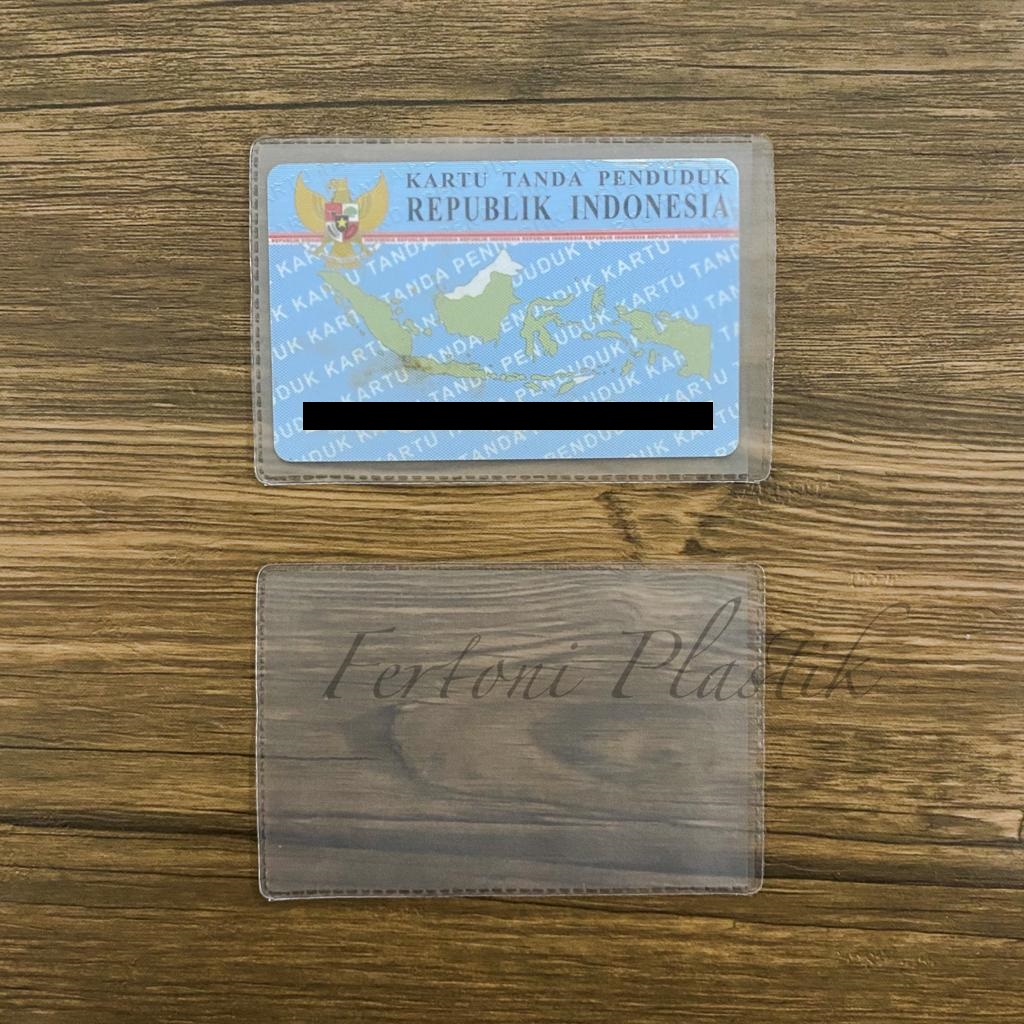 KARTU TANDA PENDUDUK
REPUBLIK INDONESIA
Fertoni Plastik